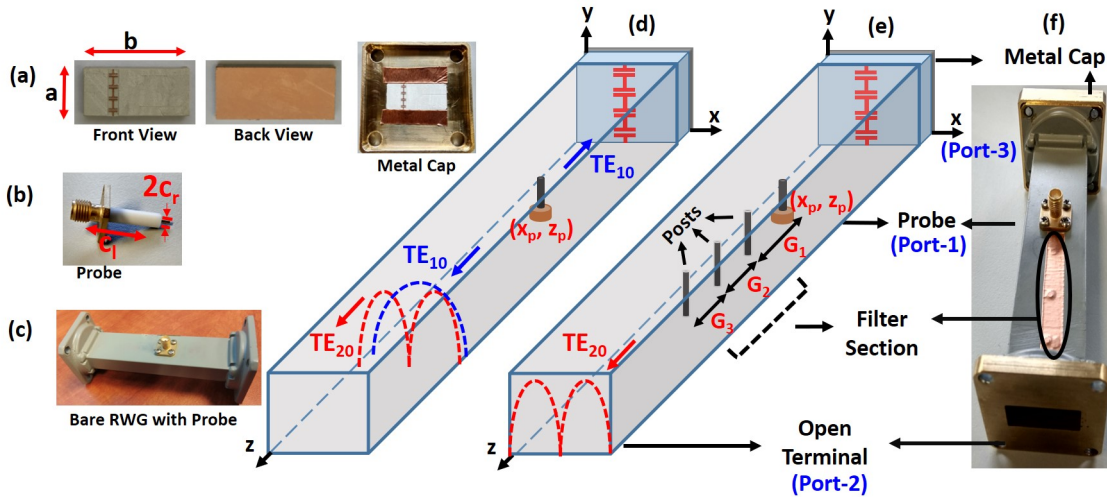 (a)
b
a
Front View
Back View
Metal Cap
(b)
2cr
cl
Probe
(c)
Bare RWG with Probe
(d)
y
x
z
TE10
(xp, zp)
TE10
TE20
(e)
y
x
z
(xp, zp)
Posts
G1
G2
G3
TE20
(f)
Metal Cap
(Port-3)
Probe
(Port-1)
Filter
Section
Open
Terminal
(Port-2)